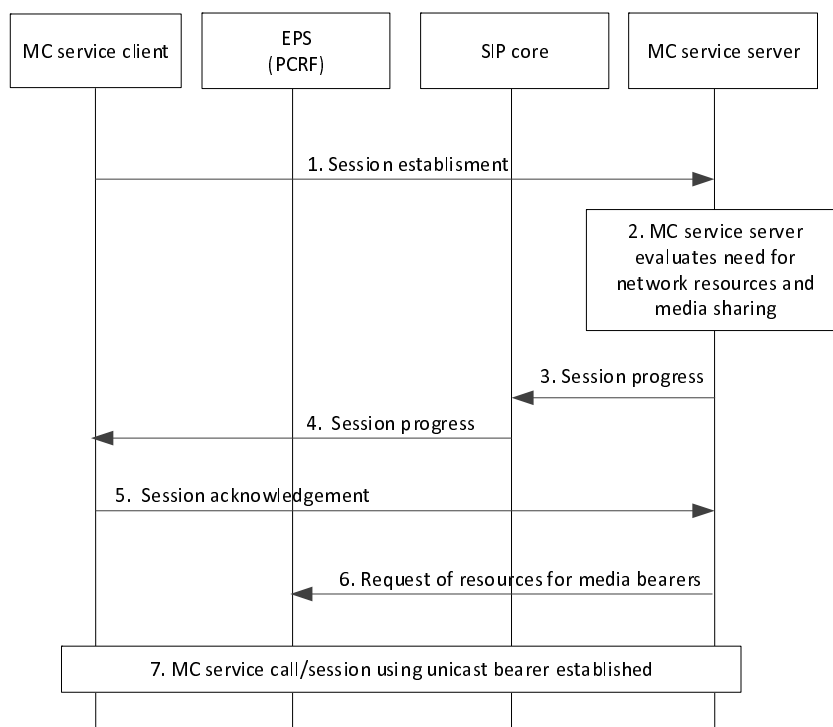 MC service client
EPS
(PCRF)
SIP core
MC service server
1. Session establisment
2. MC service server
evaluates need for
network resources and
media sharing
3. Session progress
4. Session progress
5. Session acknowledgement
6. Request of resources for media bearers
7. MC service call/session using unicast bearer established